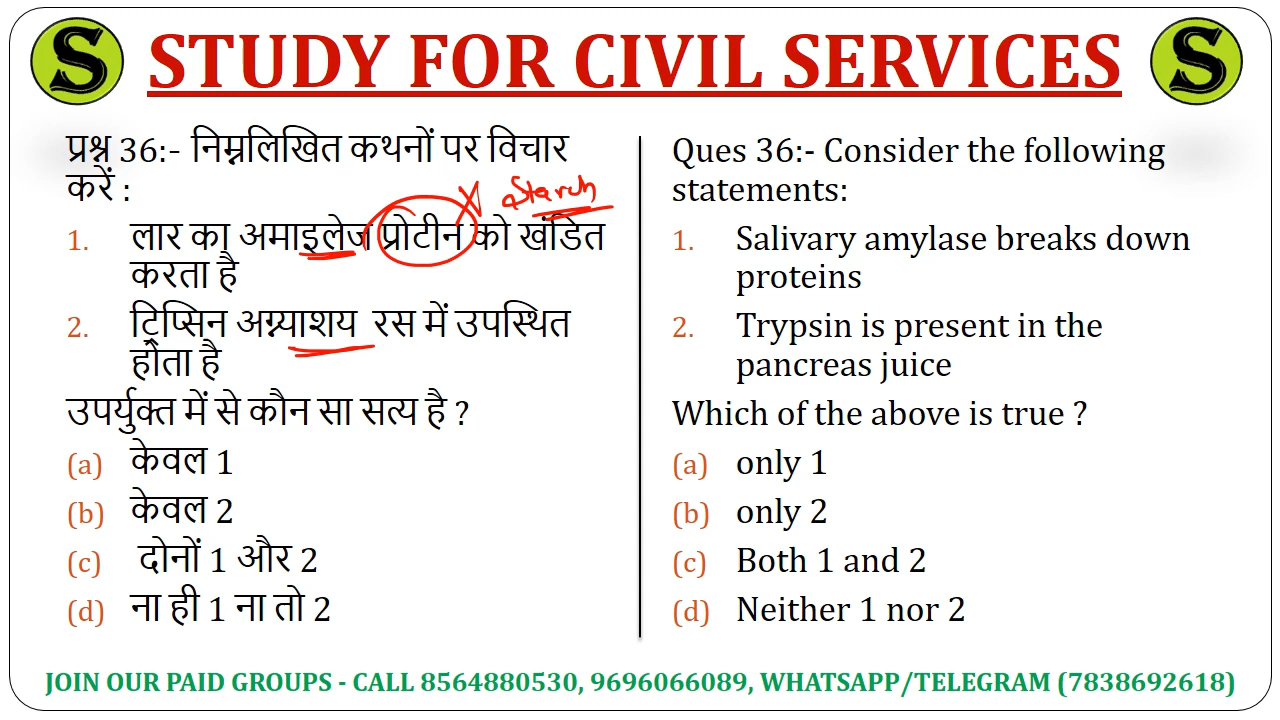 S STUDY FOR CIVIL SERVICES S
प्रश्न 36:- निम्नलिखित कथनों पर विचार
करें :
X Starch
1. लार का अमाइलेज प्रोटीन को खंडित
करता है
2. ट्रिप्सिन अग्न्याशय रस में उपस्थित
होता है
उपर्युक्त में से कौन सा सत्य है ?
(a) केवल 1
(b) केवल 2
(c) दोनों 1 और 2
(d) ना ही 1 ना तो 2
Ques 36:- Consider the following
statements:
1. Salivary amylase breaks down
proteins
2. Trypsin is present in the
pancreas juice
Which of the above is true ?
(a) only 1
(b) only 2
(c) Both 1 and 2
(d) Neither 1 nor 2
JOIN OUR PAID GROUPS - CALL 8564880530, 9696066089, WHATSAPP/TELEGRAM (7838692618)